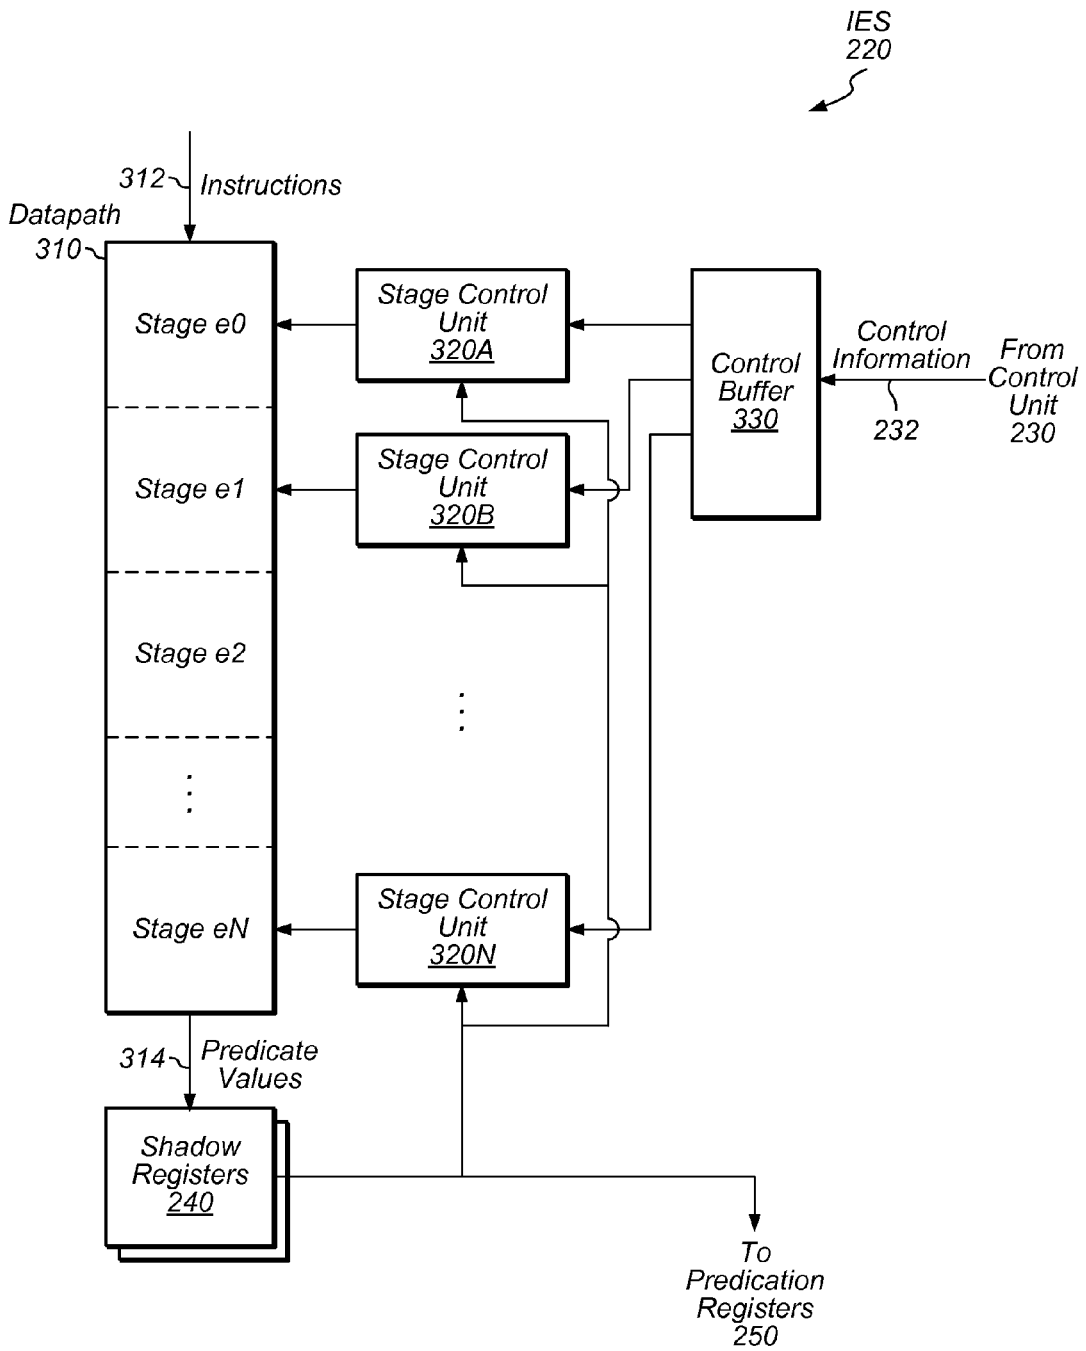 IES
220
312
Instructions
Datapath
310
Stage e0
Stage Control
Unit
320A
Control
Buffer
330
Control
Information
232
From
Control
Unit
230
Stage e1
Stage Control
Unit
320B
Stage e2
Stage eN
Stage Control
Unit
320N
314
Predicate
Values
Shadow
Registers
240
To
Predication
Registers
250